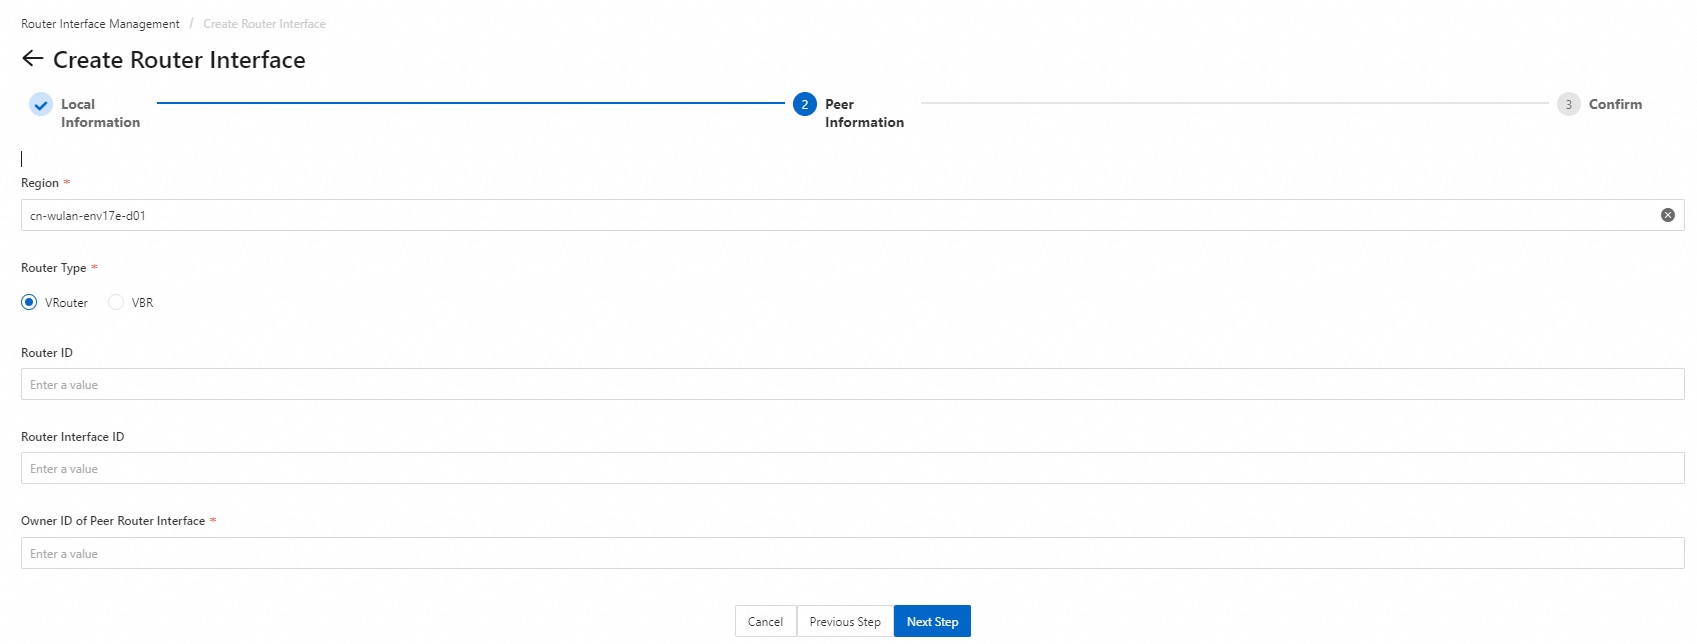 Router Interface Management / Create Router Interface
Create Router Interface
Local Information
2 Peer Information
3 Confirm
Region *
cn-wulan-env17e-d01
Router Type *
VRouter VBR
Router ID
Enter a value
Router Interface ID
Enter a value
Owner ID of Peer Router Interface *
Enter a value
Cancel Previous Step Next Step